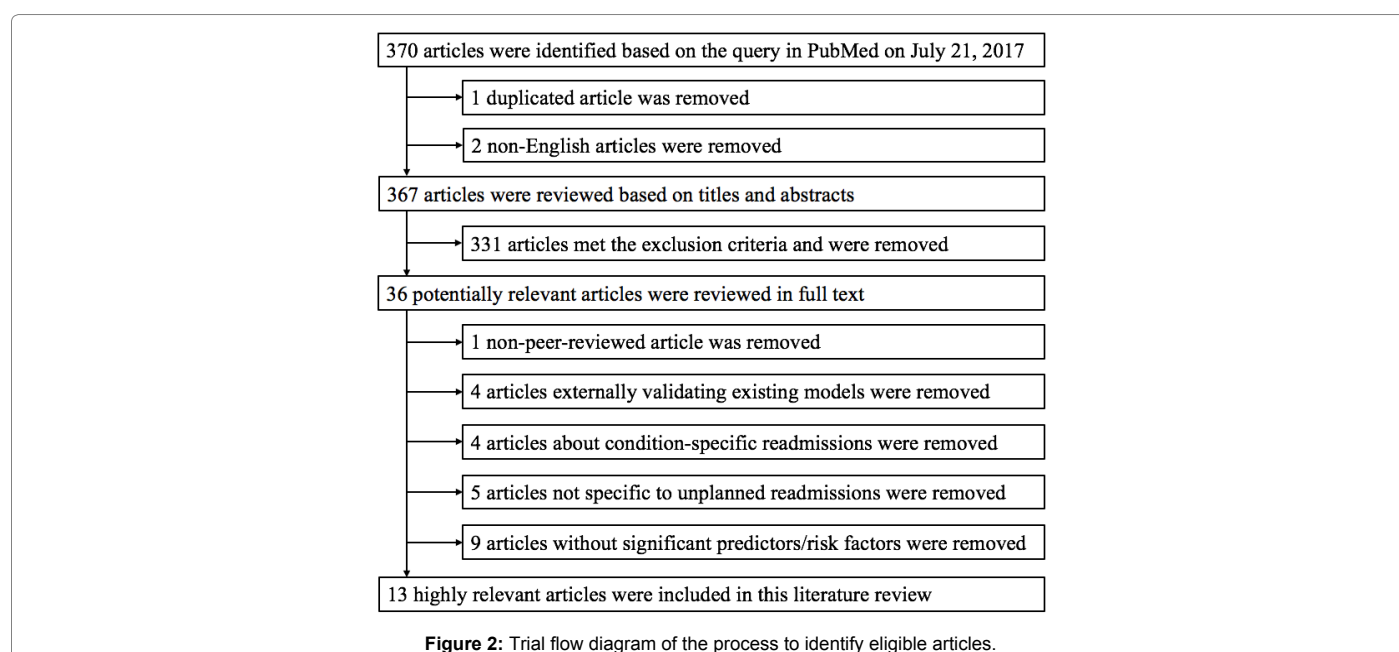 370 articles were identified based on the query in PubMed on July 21, 2017
1 duplicated article was removed
2 non-English articles were removed
367 articles were reviewed based on titles and abstracts
331 articles met the exclusion criteria and were removed
36 potentially relevant articles were reviewed in full text
1 non-peer-reviewed article was removed
4 articles externally validating existing models were removed
4 articles about condition-specific readmissions were removed
5 articles not specific to unplanned readmissions were removed
9 articles without significant predictors/risk factors were removed
13 highly relevant articles were included in this literature review
Figure 2: Trial flow diagram of the process to identify eligible articles.